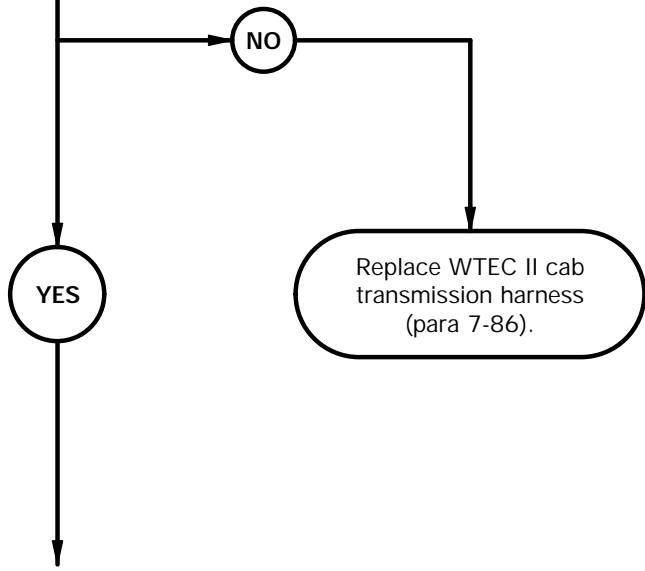 NO
YES
Replace WTEC II cab
transmission harness
(para 7-86).